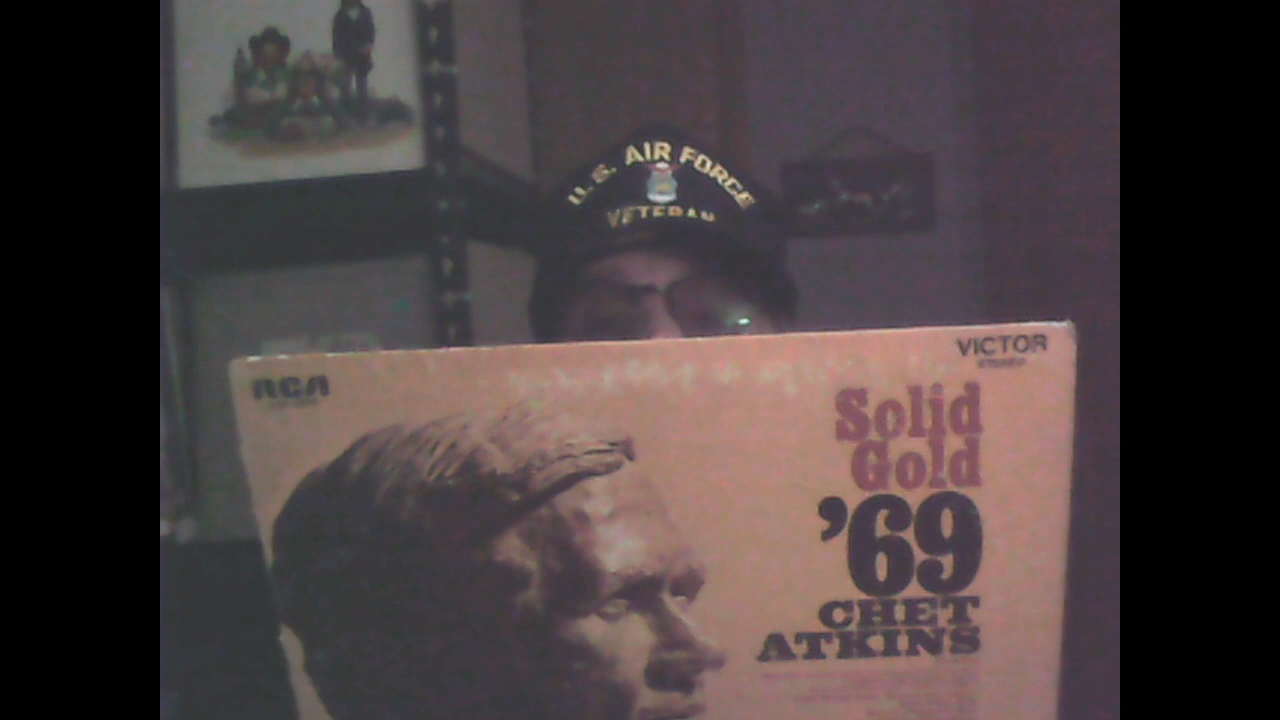 U.S. AIR FORCE
VETERAN
RCA
VICTOR
STEREO
Solid
Gold
'69
CHET
ATKINS